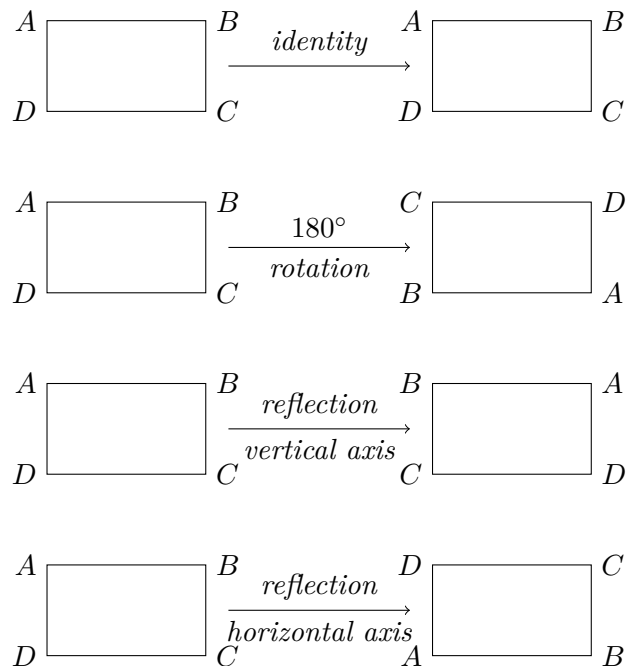 A B identity A B
D C D C
A B 180° C D
D C rotation B A
A B reflection B A
D C vertical axis C D
A B reflection D C
D C horizontal axis A B